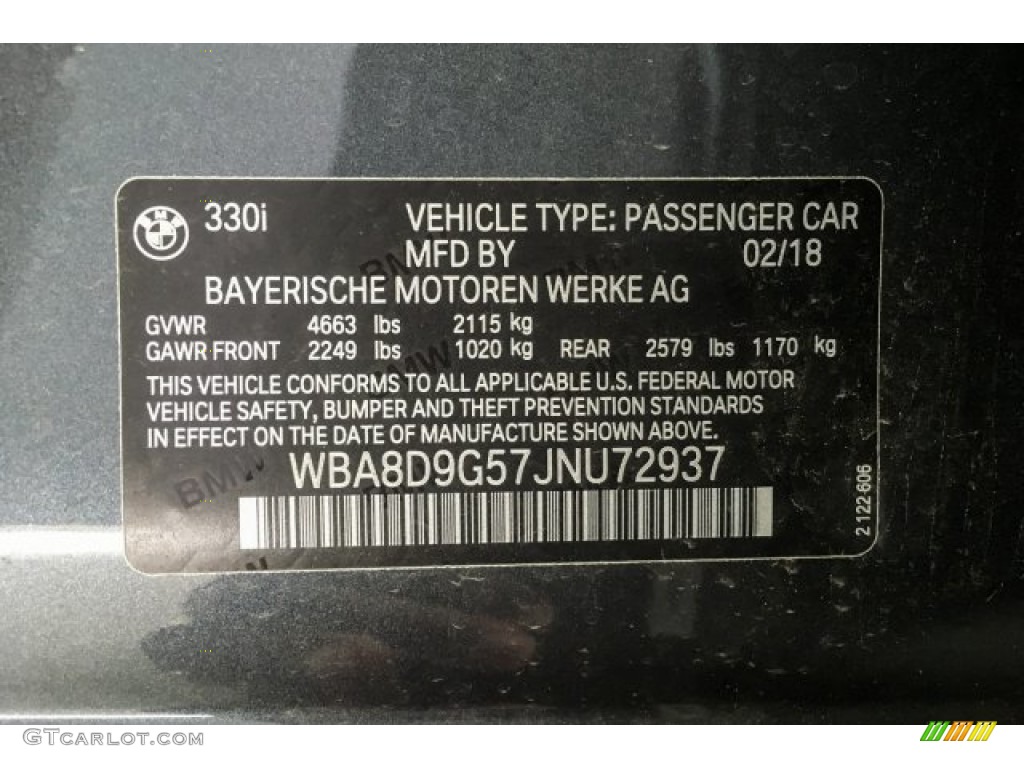 330i VEHICLE TYPE: PASSENGER CAR
MFD BY 02/18
BAYERISCHE MOTOREN WERKE AG
GVWR 4663 lbs 2115 kg
GAWR FRONT 2249 lbs 1020 kg REAR 2579 lbs 1170 kg
THIS VEHICLE CONFORMS TO ALL APPLICABLE U.S. FEDERAL MOTOR
VEHICLE SAFETY, BUMPER AND THEFT PREVENTION STANDARDS
IN EFFECT ON THE DATE OF MANUFACTURE SHOWN ABOVE.
WBA8D9G57JNU72937
2 122 606
BMW
GTCarLot.com